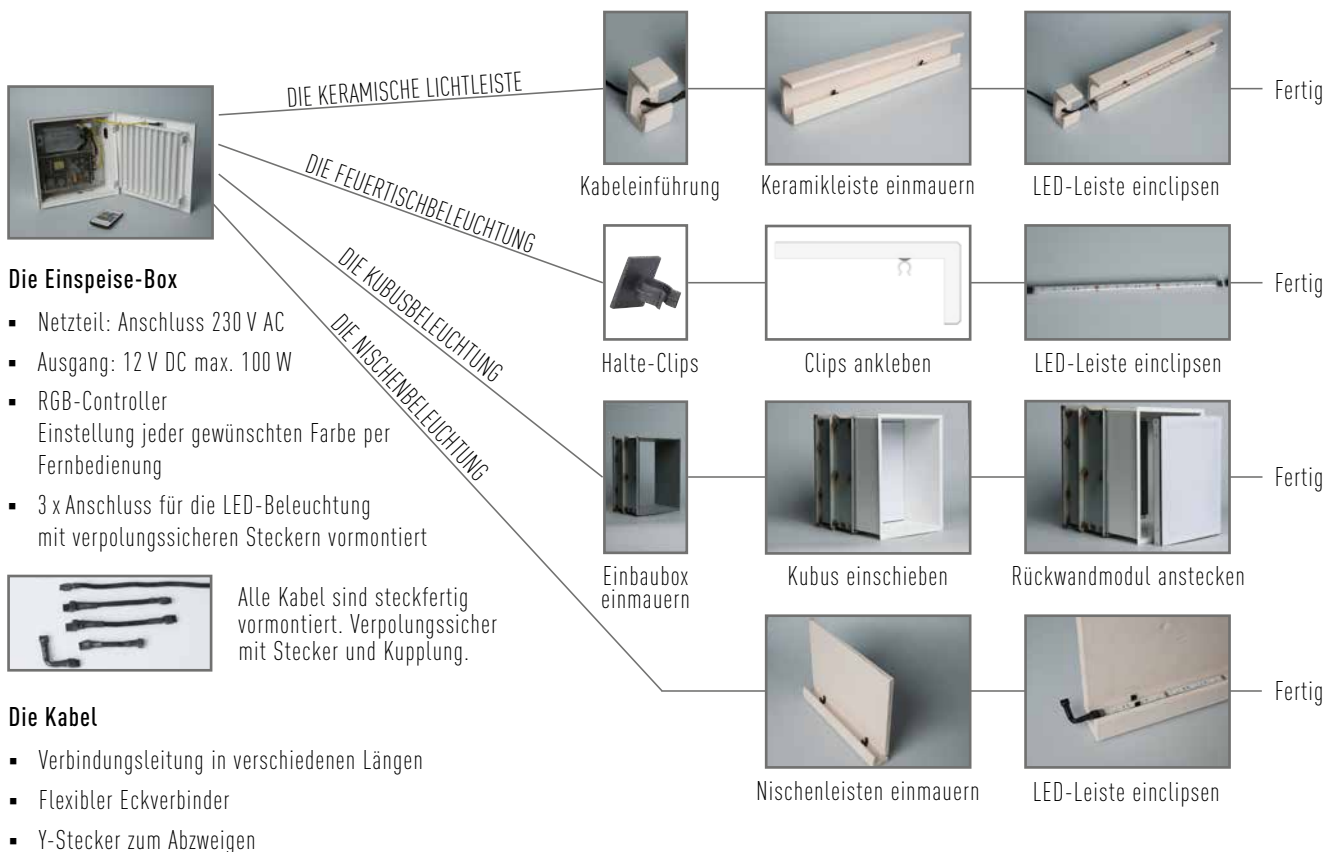 DIE KERAMISCHE LICHTLEISTE
Kabeleinführung
Keramikleiste einmauern
LED-Leiste einclipsen
Fertig
DIE FEUERTISCHBELEUCHTUNG
Halte-Clips
Clips ankleben
LED-Leiste einclipsen
Fertig
DIE KUBUSBELEUCHTUNG
Einbaubox
einmauern
Kubus einschieben
Rückwandmodul anstecken
Fertig
DIE NISCHENBELEUCHTUNG
Nischenleisten einmauern
LED-Leiste einclipsen
Fertig
Die Einspeise-Box
▪ Netzteil: Anschluss 230 V AC
▪ Ausgang: 12 V DC max. 100 W
▪ RGB-Controller
Einstellung jeder gewünschten Farbe per
Fernbedienung
▪ 3 x Anschluss für die LED-Beleuchtung
mit verpolungssicheren Steckern vormontiert
Alle Kabel sind steckfertig
vormontiert. Verpolungssicher
mit Stecker und Kupplung.
Die Kabel
▪ Verbindungsleitung in verschiedenen Längen
▪ Flexibler Eckverbinder
▪ Y-Stecker zum Abzweigen